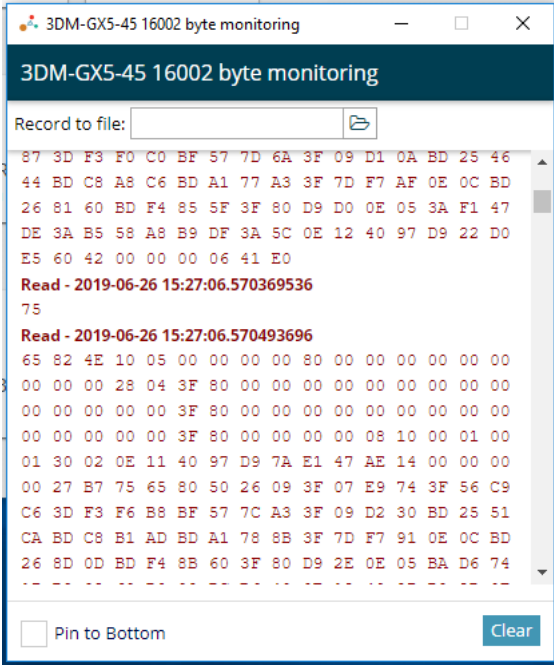 3DM-GX5-45 16002 byte monitoring
3DM-GX5-45 16002 byte monitoring
Record to file:
87 3D F3 F0 C0 BF 57 7D 6A 3F 09 D1 0A BD 25 46
44 BD C8 A8 C6 BD A1 77 A3 3F 7D F7 AF 0E 0C BD
26 81 60 BD F4 85 5F 3F 80 D9 D0 0E 05 3A F1 47
DE 3A B5 58 A8 B9 DF 3A 5C 0E 12 40 97 D9 22 D0
E5 60 42 00 00 00 06 41 E0
Read - 2019-06-26 15:27:06.570369536
75
Read - 2019-06-26 15:27:06.570493696
65 82 4E 10 05 00 00 00 00 80 00 00 00 00 00 00
00 00 00 28 04 3F 80 00 00 00 00 00 00 00 00 00
00 00 00 00 00 3F 80 00 00 00 00 00 00 00 00 00
00 00 00 00 00 3F 80 00 00 00 00 08 10 00 01 00
01 30 02 0E 11 40 97 D9 7A E1 47 AE 14 00 00 00
00 27 B7 75 65 80 50 26 09 3F 07 E9 74 3F 56 C9
C6 3D F3 F6 B8 BF 57 7C A3 3F 09 D2 30 BD 25 51
CA BD C8 B1 AD BD A1 78 8B 3F 7D F7 91 0E 0C BD
26 8D 0D BD F4 8B 60 3F 80 D9 2E 0E 05 BA D6 74
Pin to Bottom
Clear